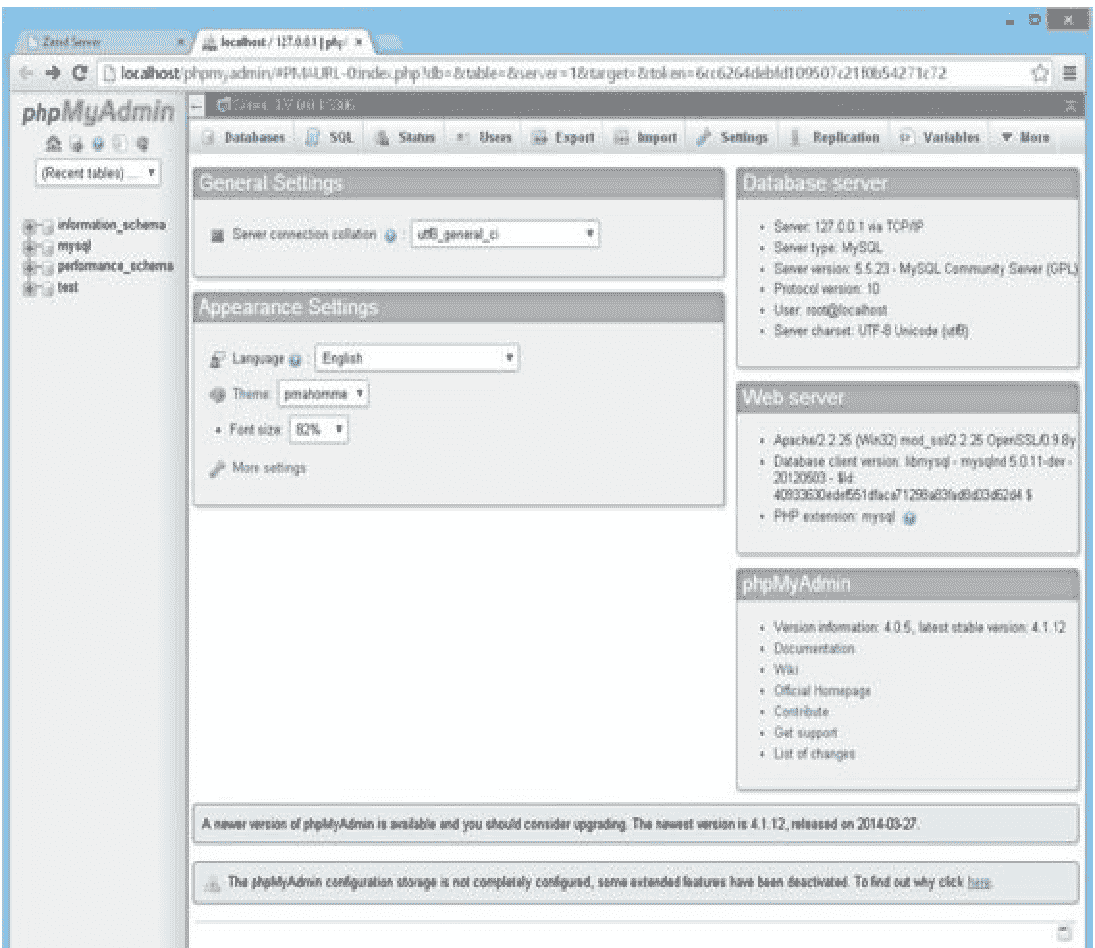 Zend Server
localhost / 127.0.0.1 | php
localhost/phpmyadmin/#PMAURL-0:index.php?db=&table=&server=1&target=&token=
phpMyAdmin
Server: 127.0.0.1:3306
Databases SQL Status Users Export Import Settings Replication Variables More
(Recent tables) ...
information_schema
mysql
performance_schema
test
General Settings
Server connection collation : utf8_general_ci
Appearance Settings
Language : English
Theme: pmahomme
Font size: 82%
More settings
Database server
Server: 127.0.0.1 via TCP/IP
Server type: MySQL
Server version: 5.5.23 - MySQL Community Server (GPL)
Protocol version: 10
User: root@localhost
Server charset: UTF-8 Unicode (utf8)
Web server
Apache/2.2.25 (Win32) mod_ssl/2.2.25 OpenSSL/0.9.8y
Database client version: libmysql - mysqlnd 5.0.11-dev -
20120503 - $Id:
$
PHP extension: mysql
phpMyAdmin
Version information: 4.0.5, latest stable version: 4.1.12
Documentation
Wiki
Official Homepage
Contribute
Get support
List of changes
A newer version of phpMyAdmin is available and you should consider upgrading. The newest version is 4.1.12, released on 2014-03-27.
The phpMyAdmin configuration storage is not completely configured, some extended features have been deactivated. To find out why click here.